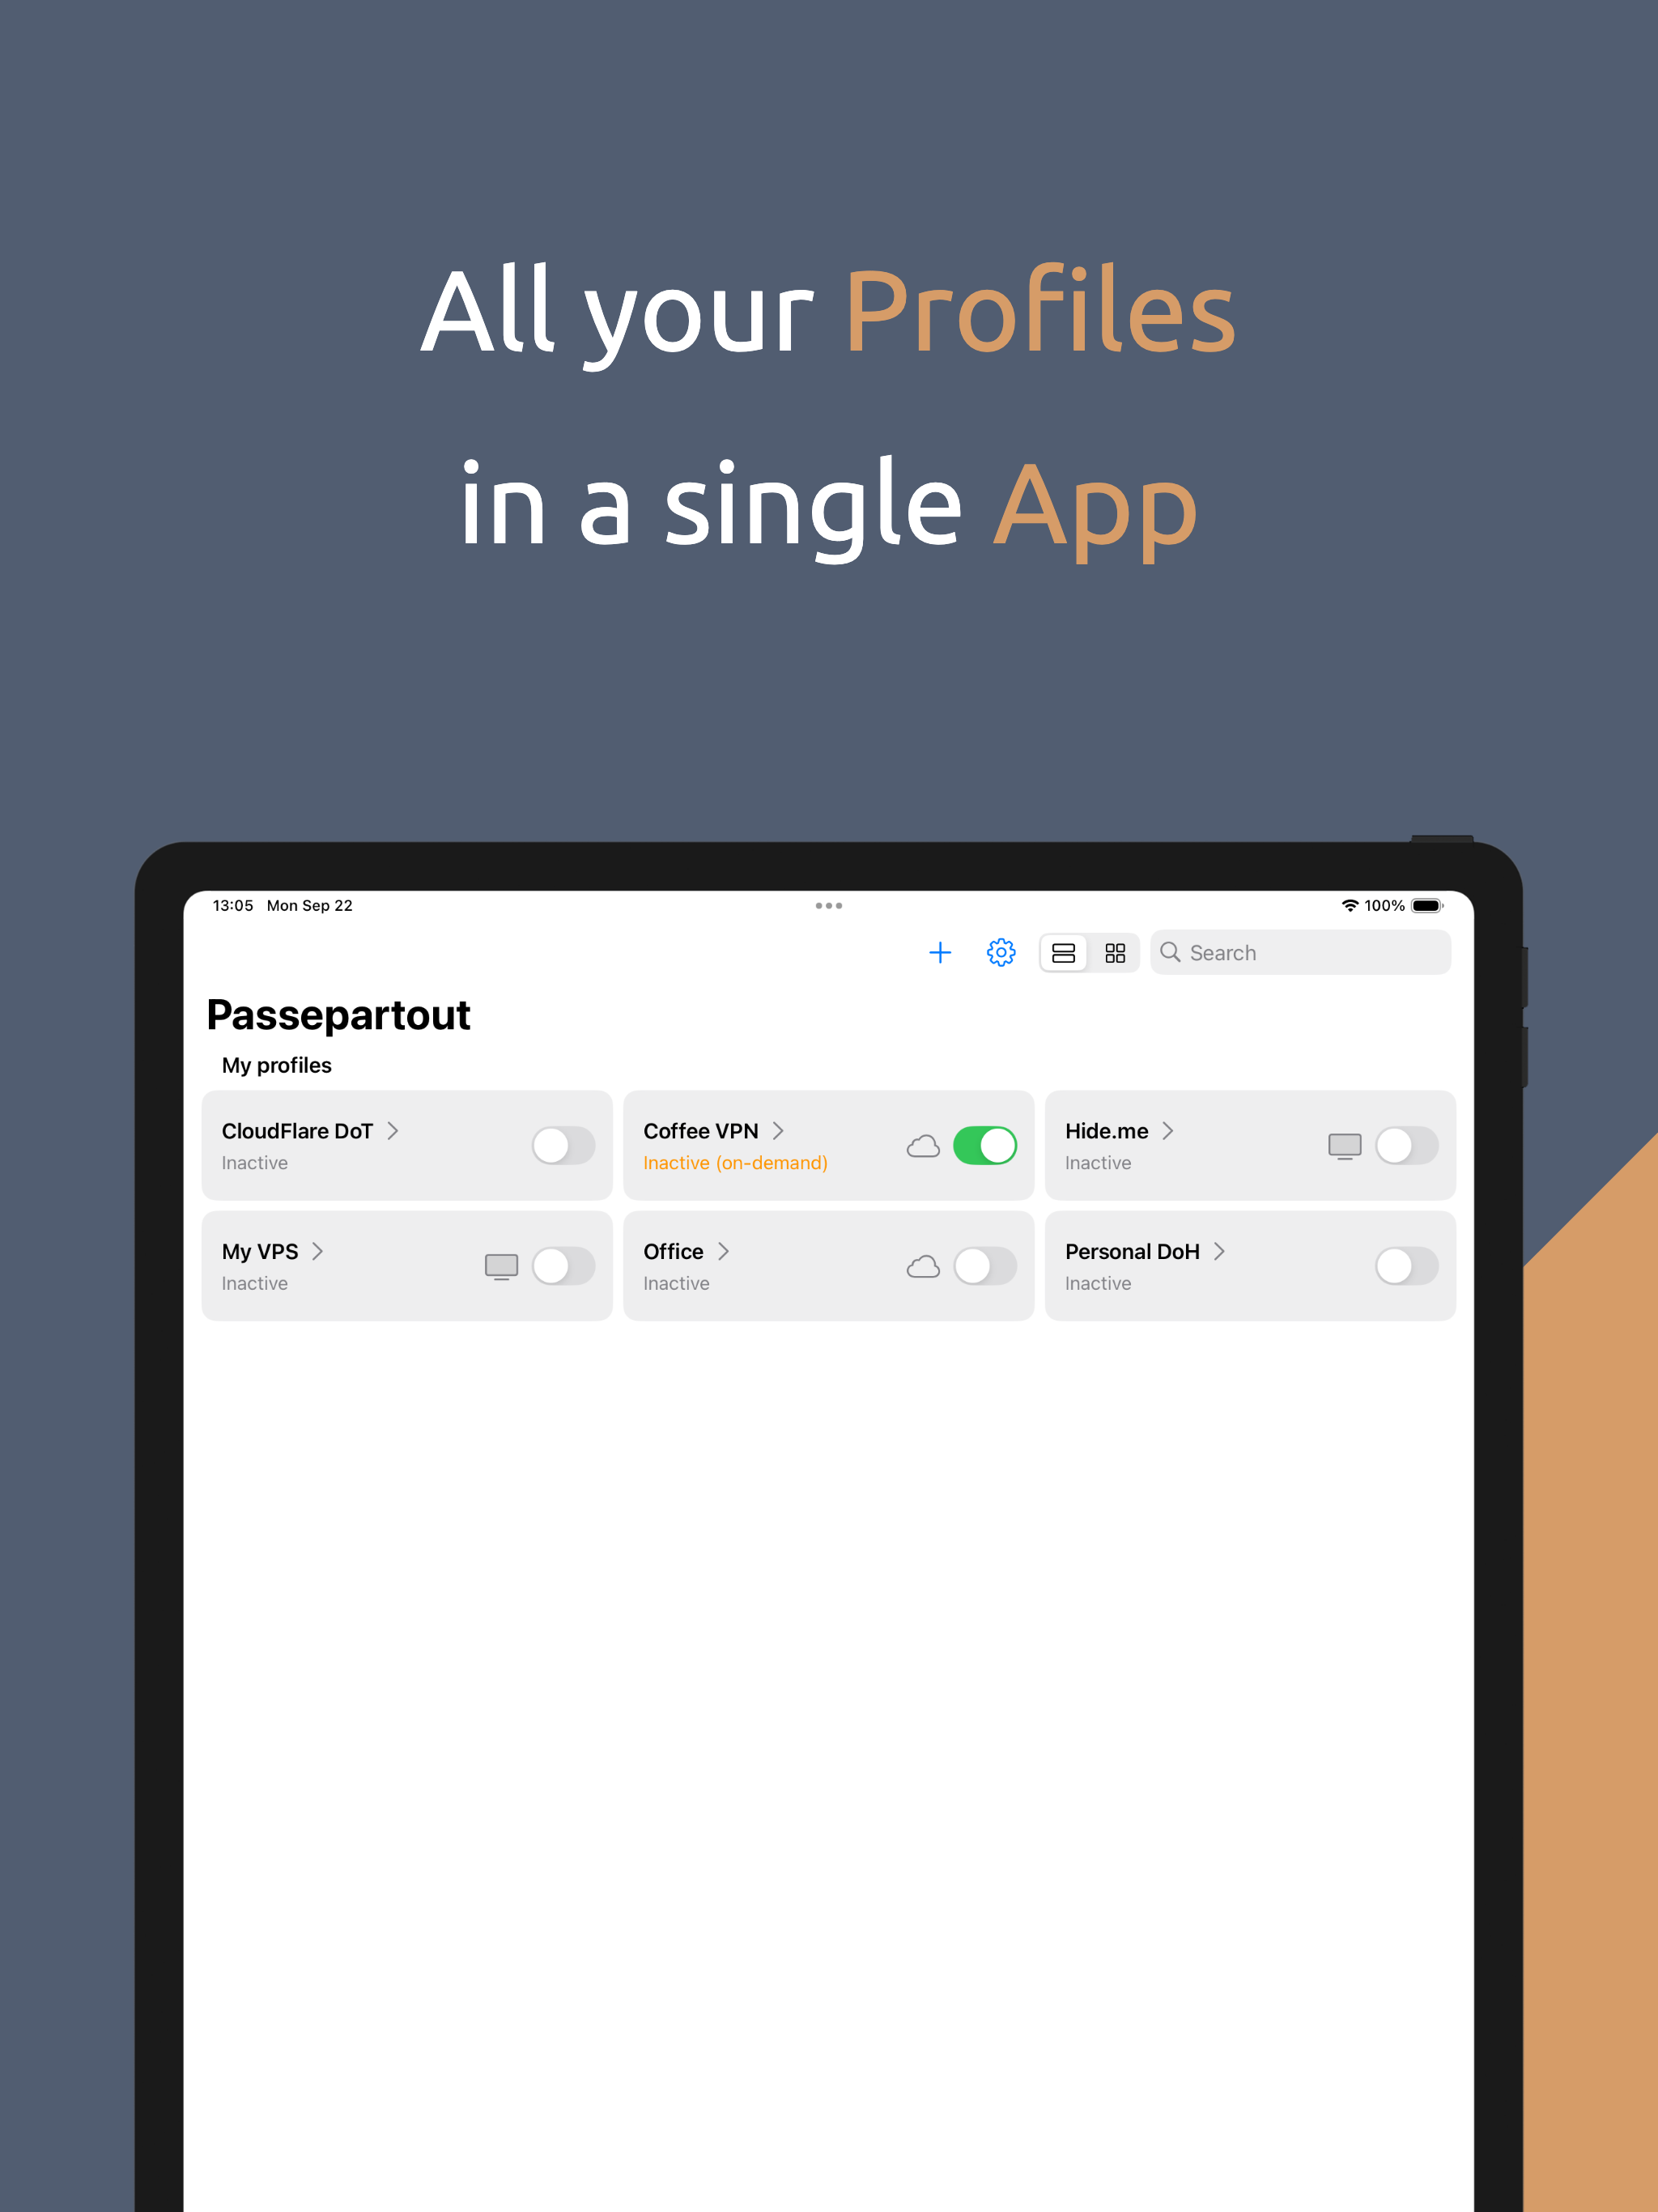 All your Profiles
in a single App
13:05 Mon Sep 22
100%
Search
Passepartout
My profiles
CloudFlare DoT
Inactive
Coffee VPN
Inactive (on-demand)
Hide.me
Inactive
My VPS
Inactive
Office
Inactive
Personal DoH
Inactive